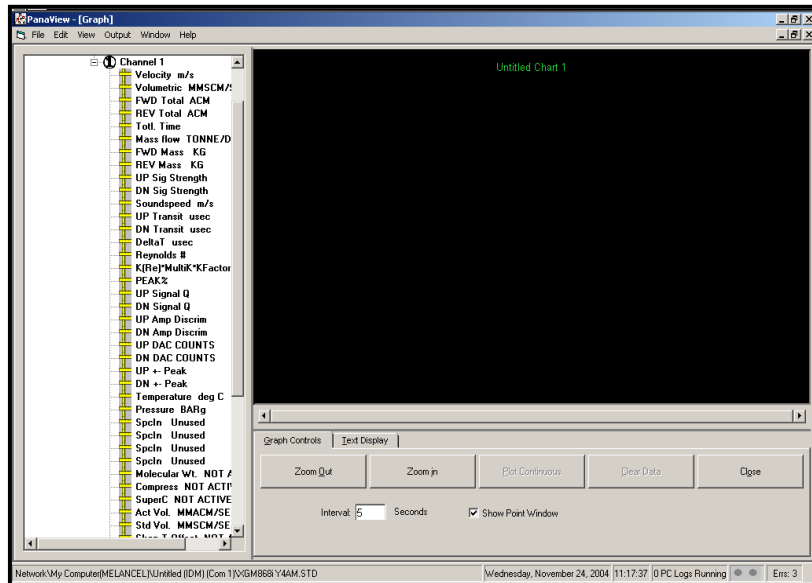 PanaView - [Graph]
File Edit View Output Window Help
1 Channel 1
Velocity m/s
Volumetric MMSCM/
FWD Total ACM
REV Total ACM
Totl. Time
Mass flow TONNE/D
FWD Mass KG
REV Mass KG
UP Sig Strength
DN Sig Strength
Soundspeed m/s
UP Transit usec
DN Transit usec
DeltaT usec
Reynolds #
K(Re)*MultiK*KFactor
PEAK%
UP Signal Q
DN Signal Q
UP Amp Discrim
DN Amp Discrim
UP DAC COUNTS
DN DAC COUNTS
UP +- Peak
DN +- Peak
Temperature deg C
Pressure BARg
SpcIn Unused
SpcIn Unused
SpcIn Unused
SpcIn Unused
Molecular Wt. NOT A
Compress NOT ACTI
SuperC NOT ACTIVE
Act Vol. MMACM/SE
Std Vol. MMSCM/SE
Untitled Chart 1
Graph Controls Text Display
Zoom Out Zoom in Plot Continuous Clear Data Close
Interval: 5 Seconds Show Point Window
Network\My Computer(MELANCEL)\Untitled (IDM) (Com 1)\XGM868i Y4AM.STD Wednesday, November 24, 2004 11:17:37 0 PC Logs Running Errs: 3